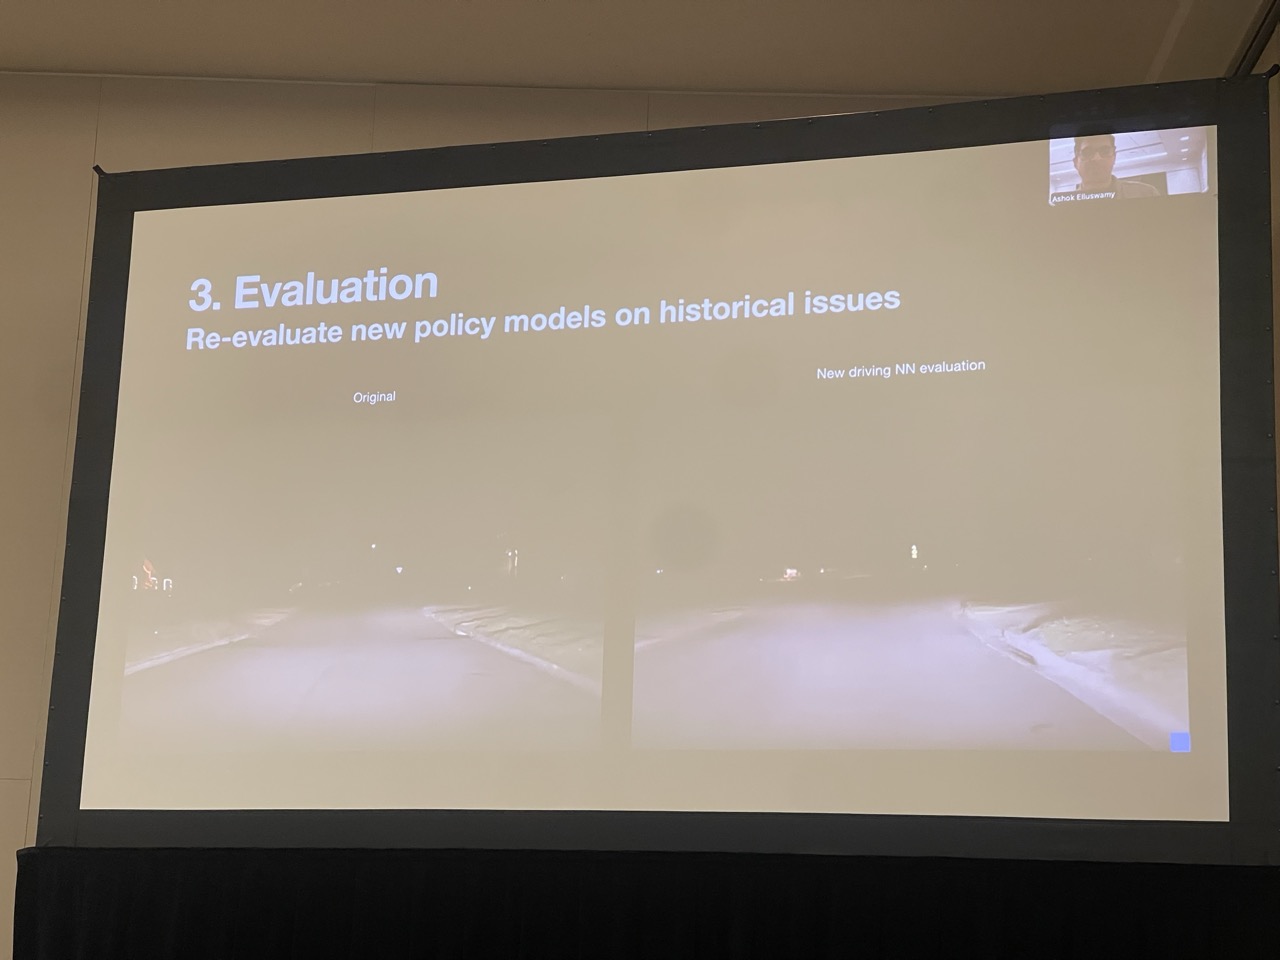 Ashok Elluswamy
3. Evaluation
Re-evaluate new policy models on historical issues
Original
New driving NN evaluation